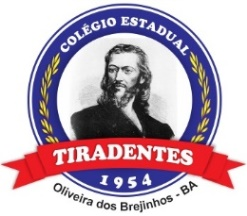 COLÉGIO ESTADUAL
TIRADENTES
1954
Oliveira dos Brejinhos - BA